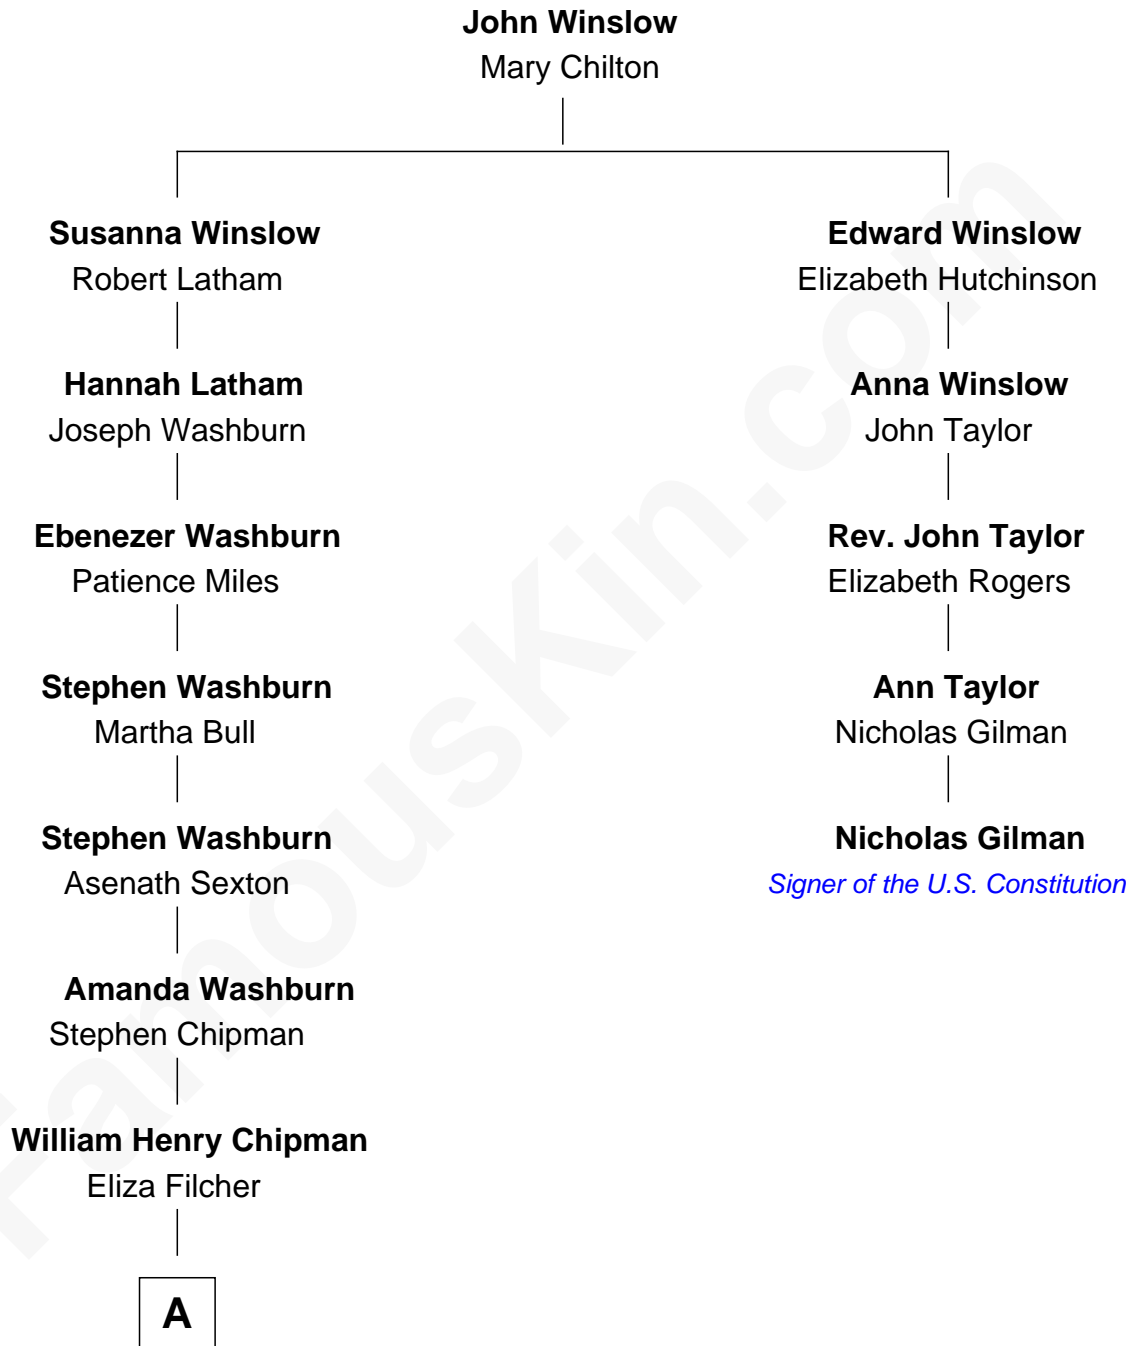 John Winslow
Mary Chilton
Susanna Winslow
Robert Latham
Hannah Latham
Joseph Washburn
Ebenezer Washburn
Patience Miles
Stephen Washburn
Martha Bull
Stephen Washburn
Asenath Sexton
Amanda Washburn
Stephen Chipman
William Henry Chipman
Eliza Filcher
A
Edward Winslow
Elizabeth Hutchinson
Anna Winslow
John Taylor
Rev. John Taylor
Elizabeth Rogers
Ann Taylor
Nicholas Gilman
Nicholas Gilman
Signer of the U.S. Constitution
FamousKin.com